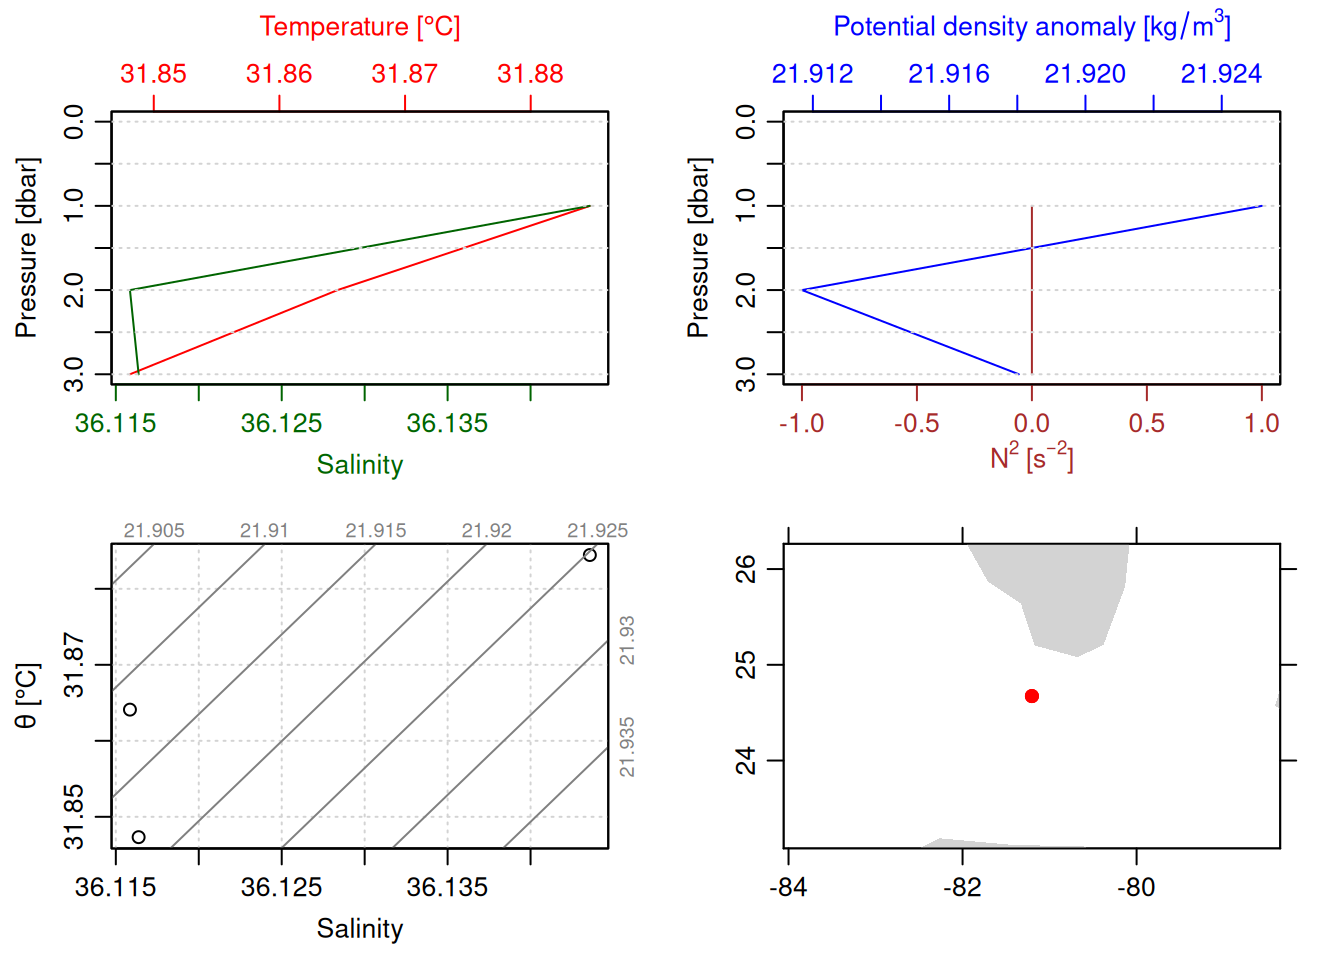 Temperature [°C]
31.85 31.86 31.87 31.88
0.0
1.0
2.0
3.0
Pressure [dbar]
36.115 36.125 36.135
Salinity
Potential density anomaly [kg/m³]
21.912 21.916 21.920 21.924
0.0
1.0
2.0
3.0
Pressure [dbar]
-1.0 -0.5 0.0 0.5 1.0
N² [s⁻²]
21.905 21.91 21.915 21.92 21.925
21.93
21.935
31.87
31.85
θ [°C]
36.115 36.125 36.135
Salinity
26
25
24
-84 -82 -80